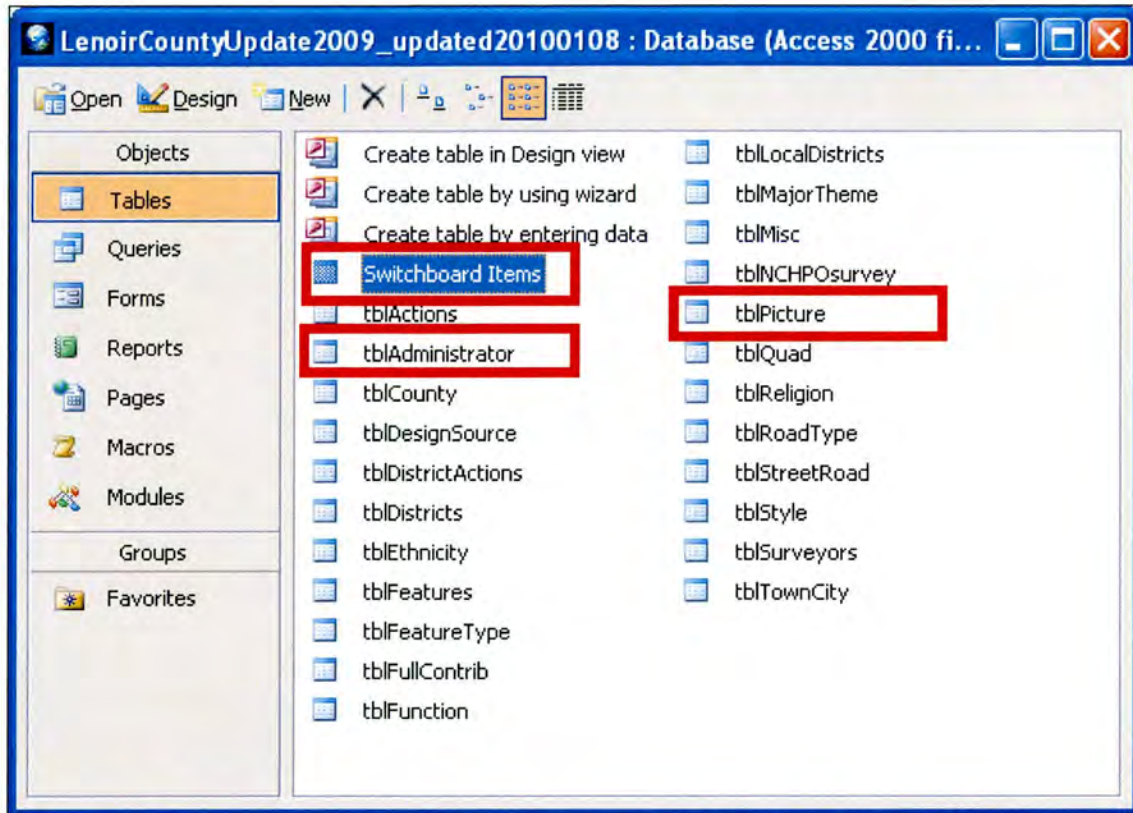 LenoirCountyUpdate2009_updated20100108 : Database (Access 2000 fi...
Open Design New
Objects
Tables
Queries
Forms
Reports
Pages
Macros
Modules
Groups
Favorites
Create table in Design view
Create table by using wizard
Create table by entering data
Switchboard Items
tblActions
tblAdministrator
tblCounty
tblDesignSource
tblDistrictActions
tblDistricts
tblEthnicity
tblFeatures
tblFeatureType
tblFullContrib
tblFunction
tblLocalDistricts
tblMajorTheme
tblMisc
tblNCHPOsurvey
tblPicture
tblQuad
tblReligion
tblRoadType
tblStreetRoad
tblStyle
tblSurveyors
tblTownCity